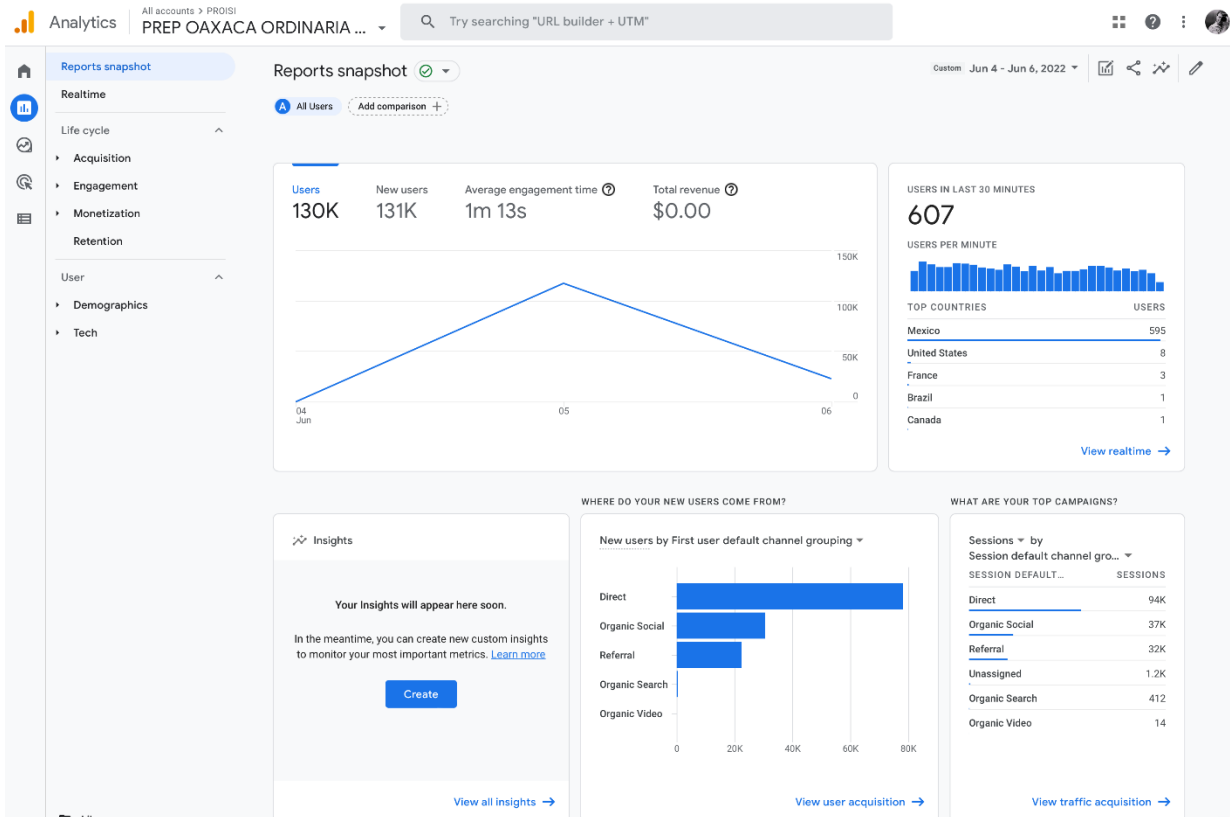 All accounts > PROISI
Analytics
PREP OAXACA ORDINARIA ...
Try searching "URL builder + UTM"
Reports snapshot
Realtime
Life cycle
Acquisition
Engagement
Monetization
Retention
User
Demographics
Tech
Reports snapshot
Custom Jun 4 - Jun 6, 2022
A All Users
Add comparison +
Users
130K
New users
131K
Average engagement time
1m 13s
Total revenue
$0.00
150K
100K
50K
0
04
Jun
05
06
USERS IN LAST 30 MINUTES
607
USERS PER MINUTE
TOP COUNTRIES USERS
Mexico 595
United States 8
France 3
Brazil 1
Canada 1
View realtime
Insights
Your Insights will appear here soon.
In the meantime, you can create new custom insights
to monitor your most important metrics. Learn more
Create
View all insights
WHERE DO YOUR NEW USERS COME FROM?
New users by First user default channel grouping
Direct
Organic Social
Referral
Organic Search
Organic Video
0 20K 40K 60K 80K
View user acquisition
WHAT ARE YOUR TOP CAMPAIGNS?
Sessions by
Session default channel gro...
SESSION DEFAULT... SESSIONS
Direct 94K
Organic Social 37K
Referral 32K
Unassigned 1.2K
Organic Search 412
Organic Video 14
View traffic acquisition